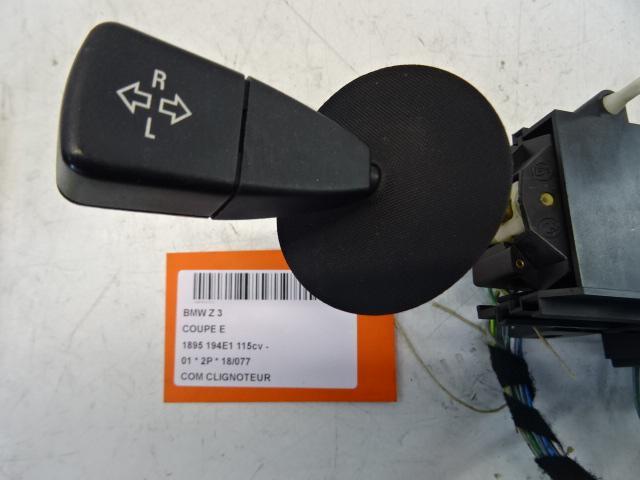 R
L
BMW Z 3
COUPE E
1895 194E1 115cv -
01 * 2P * 18/077
COM CLIGNOTEUR